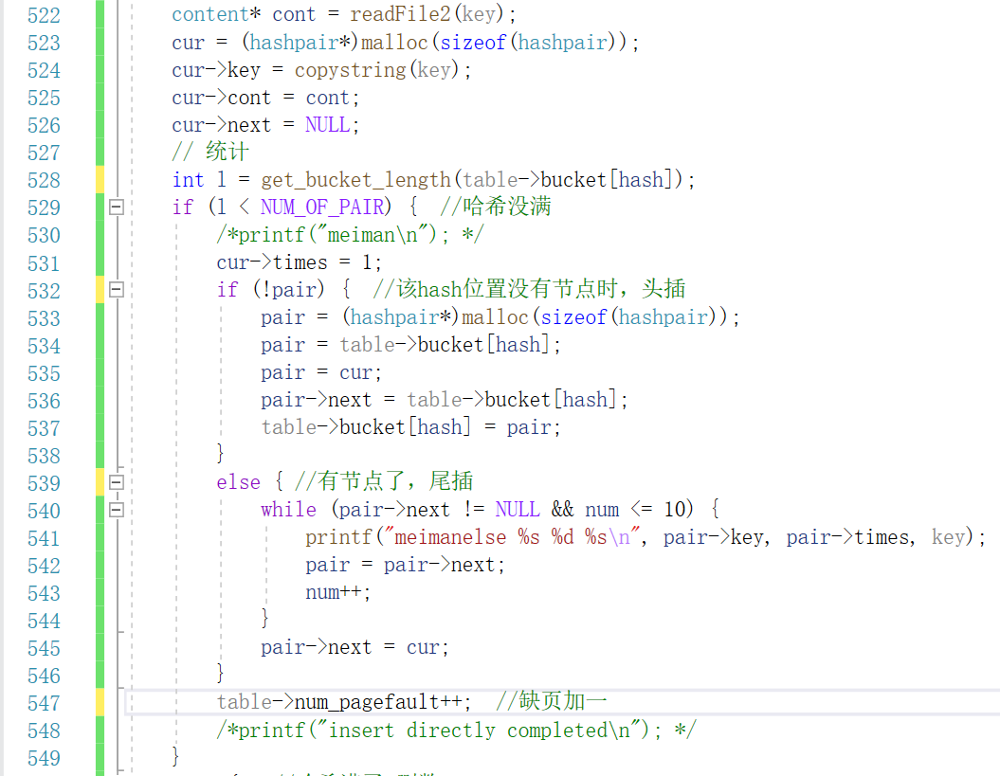 522 content* cont = readFile2(key);
523 cur = (hashpair*)malloc(sizeof(hashpair));
524 cur->key = copystring(key);
525 cur->cont = cont;
526 cur->next = NULL;
527 // 统计
528 int l = get_bucket_length(table->bucket[hash]);
529 if (l < NUM_OF_PAIR) { //哈希没满
530 /*printf("meiman\n"); */
531 cur->times = 1;
532 if (!pair) { //该hash位置没有节点时，头插
533 pair = (hashpair*)malloc(sizeof(hashpair));
534 pair = table->bucket[hash];
535 pair = cur;
536 pair->next = table->bucket[hash];
537 table->bucket[hash] = pair;
538 }
539 else { //有节点了，尾插
540 while (pair->next != NULL && num <= 10) {
541 printf("meimanelse %s %d %s\n", pair->key, pair->times, key);
542 pair = pair->next;
543 num++;
544 }
545 pair->next = cur;
546 }
547 table->num_pagefault++; //缺页加一
548 /*printf("insert directly completed\n"); */
549 }